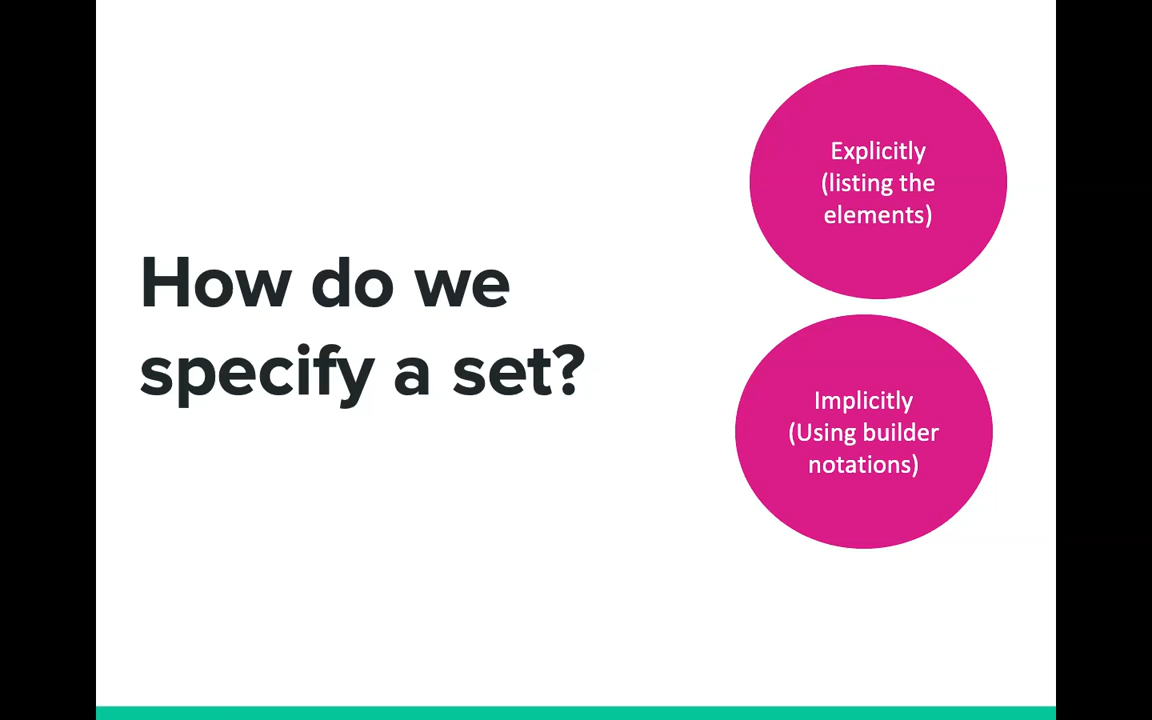 How do we
specify a set?
Explicitly
(listing the
elements)
Implicitly
(Using builder
notations)